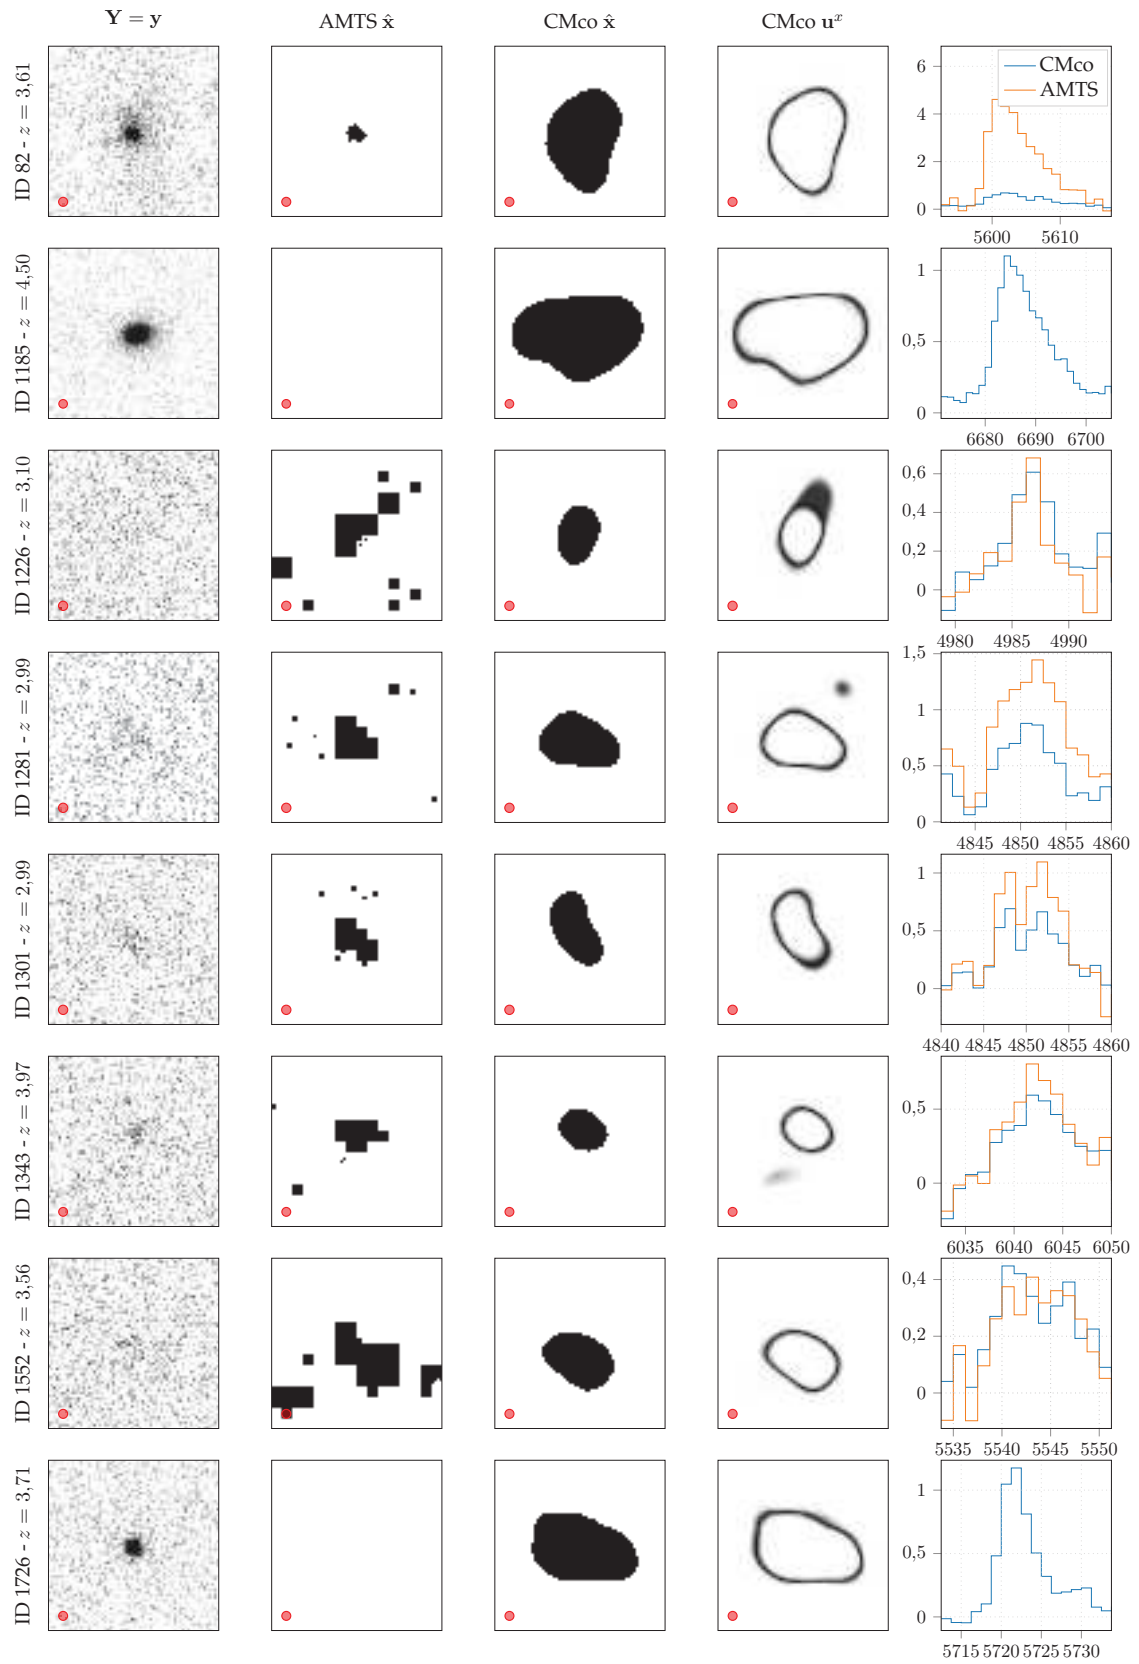 Y = y AMTS x̂ CMco x̂ CMco uˣ
ID 82 - z = 3,61
CMco
AMTS
6
4
2
0
5600 5610
ID 1185 - z = 4,50
1
0,5
0
6680 6690 6700
ID 1226 - z = 3,10
0,6
0,4
0,2
0
4980 4985 4990
ID 1281 - z = 2,99
1,5
1
0,5
0
4845 4850 4855 4860
ID 1301 - z = 2,99
1
0,5
0
4840 4845 4850 4855 4860
ID 1343 - z = 3,97
0,5
0
6035 6040 6045 6050
ID 1552 - z = 3,56
0,4
0,2
0
5535 5540 5545 5550
ID 1726 - z = 3,71
1
0,5
0
5715 5720 5725 5730